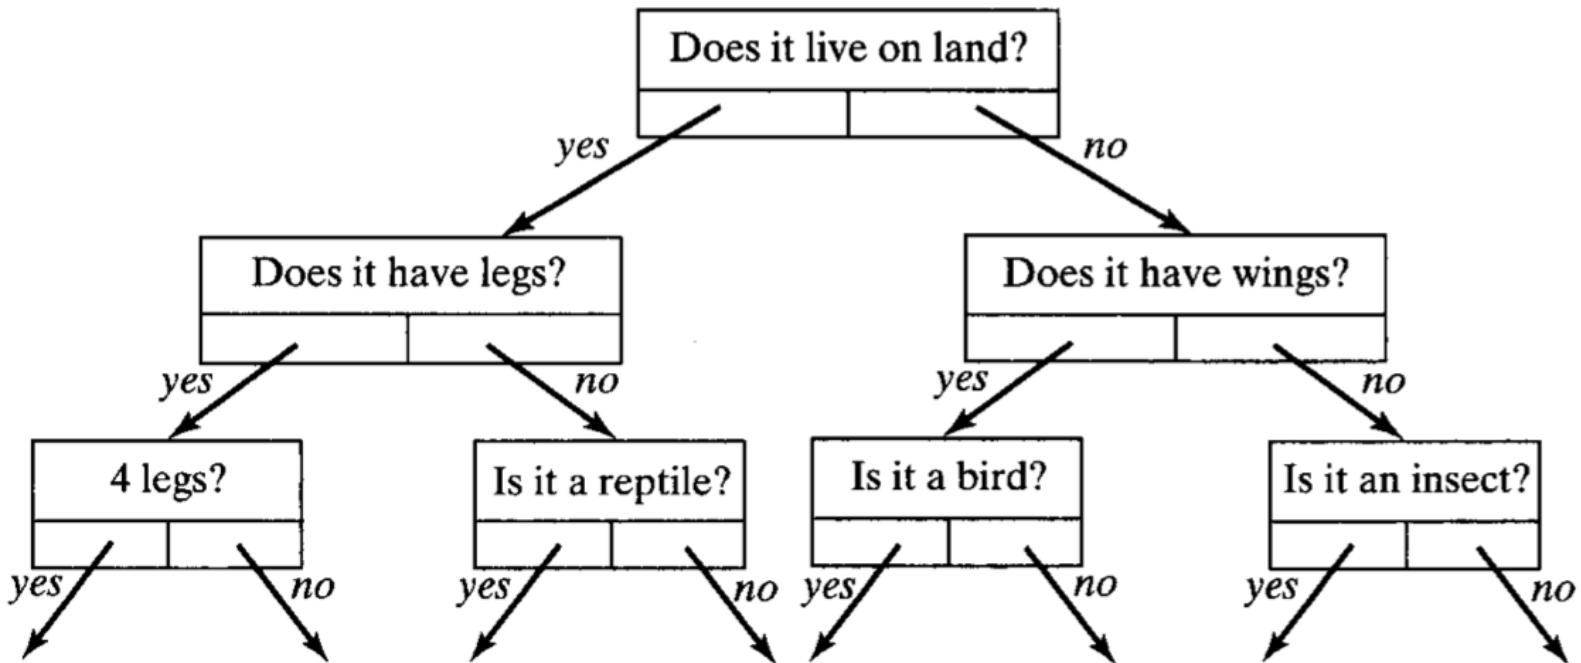 Does it live on land?
yes
no
Does it have legs?
Does it have wings?
yes
no
yes
no
4 legs?
Is it a reptile?
Is it a bird?
Is it an insect?
yes
no
yes
no
yes
no
yes
no